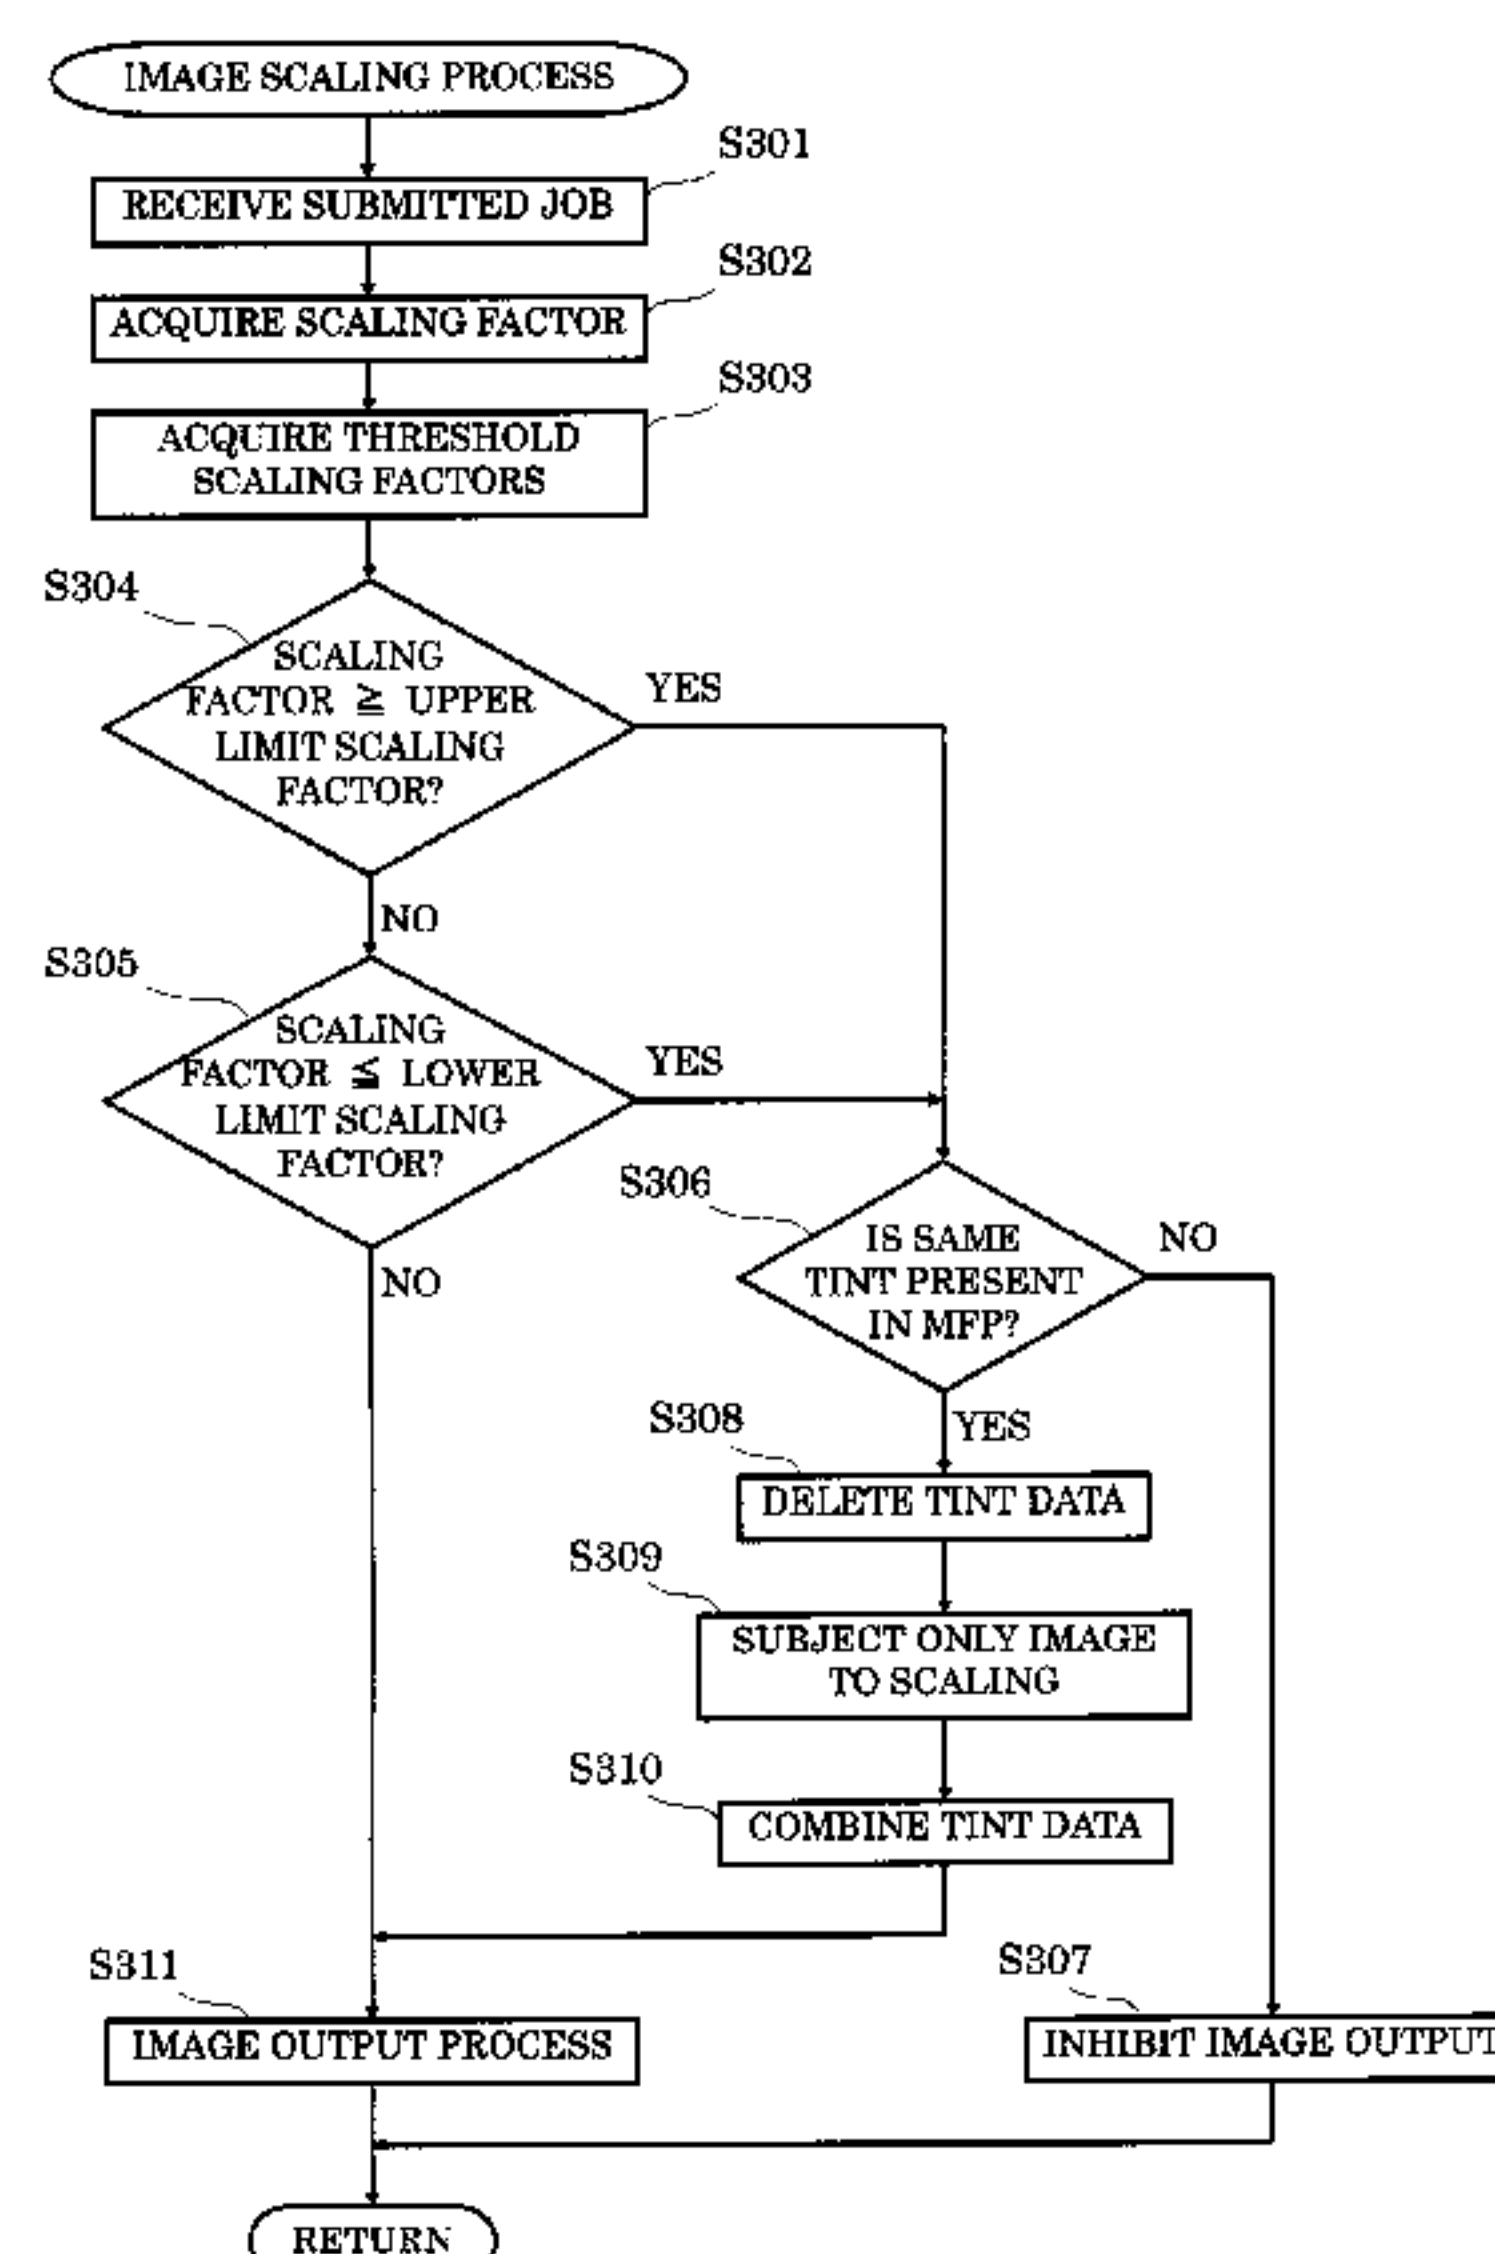 IMAGE SCALING PROCESS
S301
RECEIVE SUBMITTED JOB
S302
ACQUIRE SCALING FACTOR
S303
ACQUIRE THRESHOLD
SCALING FACTORS
S304
SCALING
FACTOR ≧ UPPER
LIMIT SCALING
FACTOR?
YES
NO
S305
SCALING
FACTOR ≦ LOWER
LIMIT SCALING
FACTOR?
YES
NO
S306
IS SAME
TINT PRESENT
IN MFP?
NO
YES
S308
DELETE TINT DATA
S309
SUBJECT ONLY IMAGE
TO SCALING
S310
COMBINE TINT DATA
S311
IMAGE OUTPUT PROCESS
S307
INHIBIT IMAGE OUTPUT
RETURN